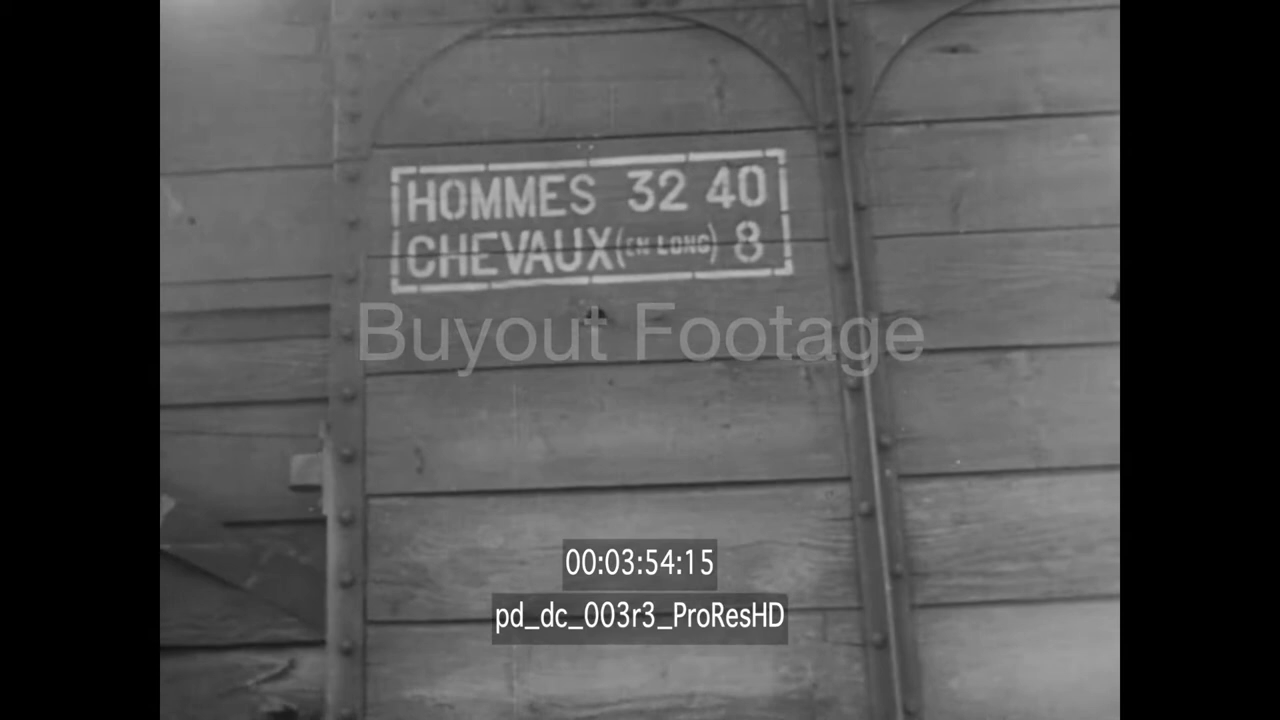 HOMMES 32 40
CHEVAUX (EN LONG) 8
Buyout Footage
00:03:54:15
pd_dc_003r3_ProResHD